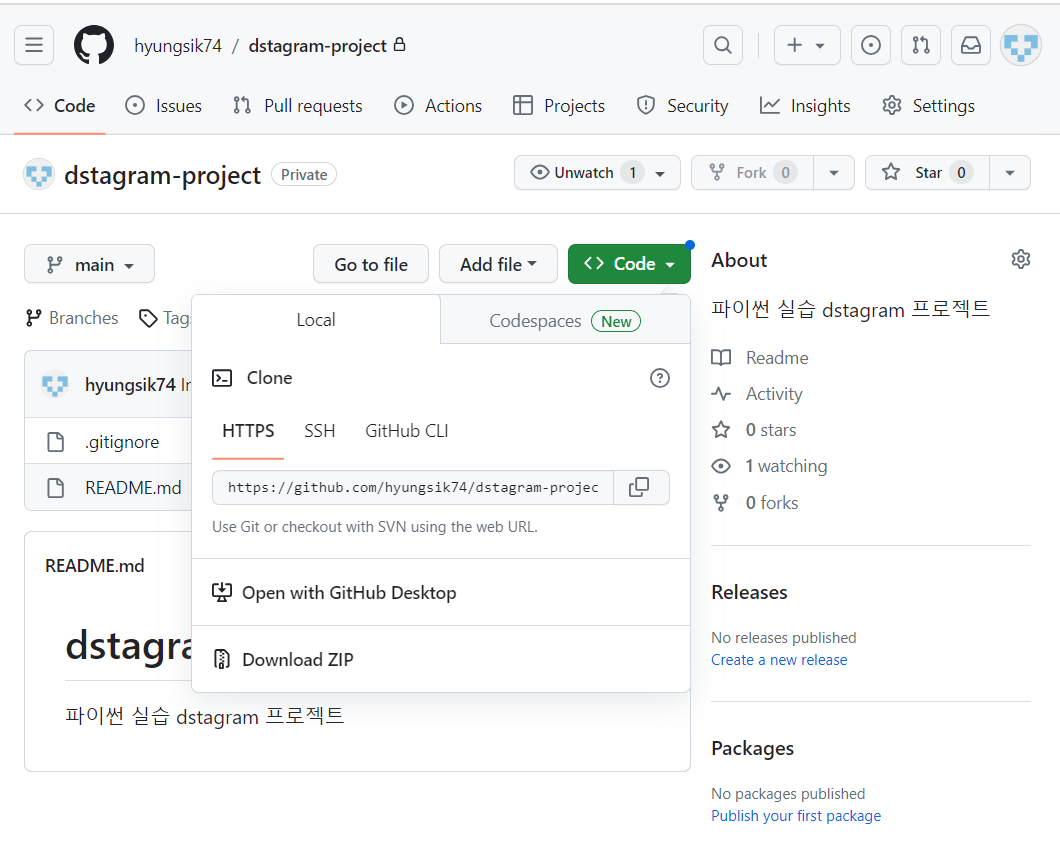 hyungsik74 / dstagram-project
Code Issues Pull requests Actions Projects Security Insights Settings
dstagram-project Private Unwatch 1 Fork 0 Star 0
main Go to file Add file Code
Branches Tag
Local Codespaces New
Clone
HTTPS SSH GitHub CLI
https://github.com/hyungsik74/dstagram-projec
Use Git or checkout with SVN using the web URL.
Open with GitHub Desktop
Download ZIP
hyungsik74 In
.gitignore
README.md
README.md
dstagra
파이썬 실습 dstagram 프로젝트
About
파이썬 실습 dstagram 프로젝트
Readme
Activity
0 stars
1 watching
0 forks
Releases
No releases published
Create a new release
Packages
No packages published
Publish your first package